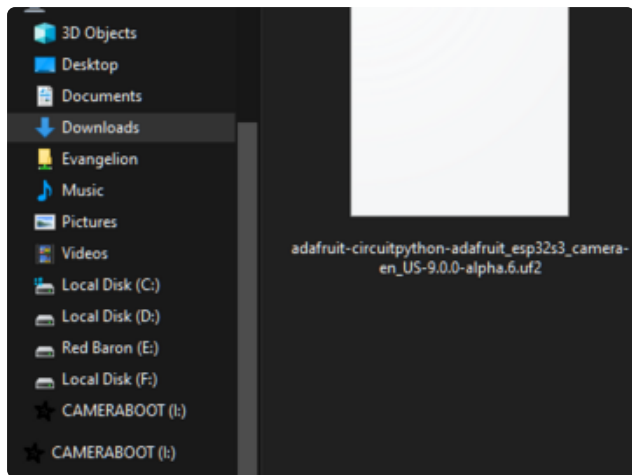 3D Objects
Desktop
Documents
Downloads
Evangelion
Music
Pictures
Videos
Local Disk (C:)
Local Disk (D:)
Red Baron (E:)
Local Disk (F:)
CAMERABOOT (I:)
CAMERABOOT (I:)
adafruit-circuitpython-adafruit_esp32s3_camera-
en_US-9.0.0-alpha.6.uf2